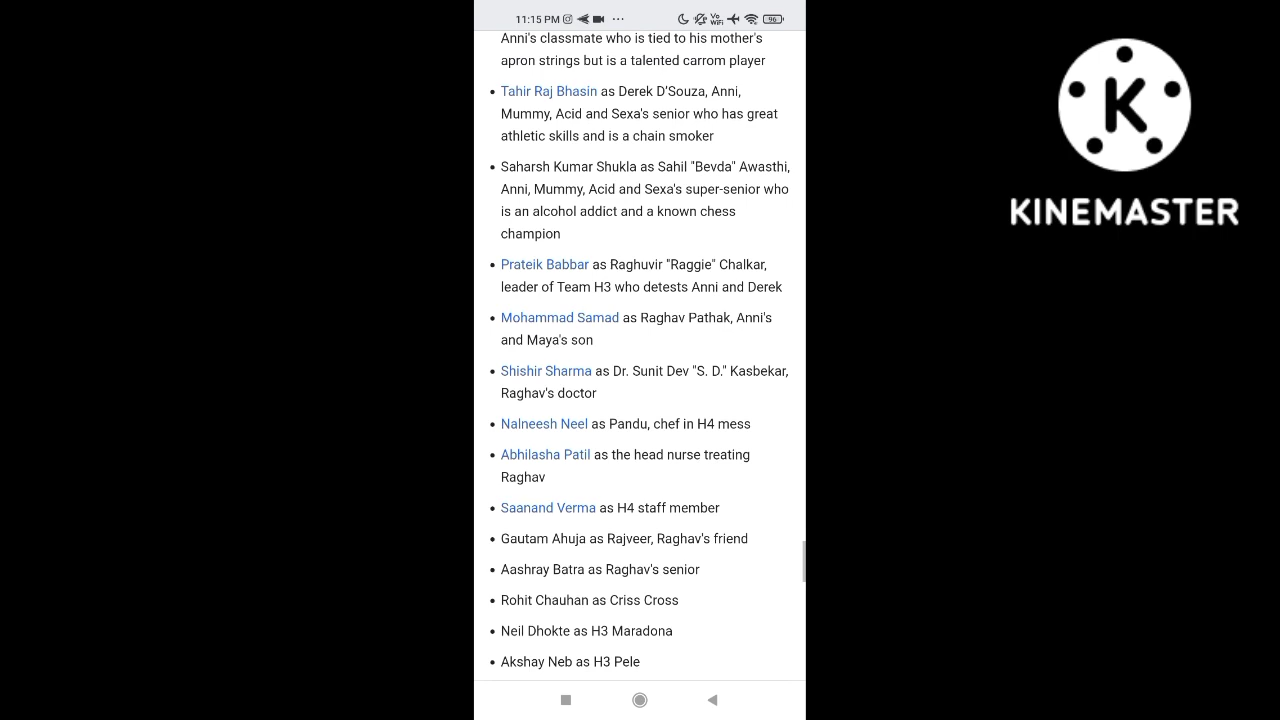 11:15 PM
Vo
WiFi
96
Anni's classmate who is tied to his mother's
apron strings but is a talented carrom player
• Tahir Raj Bhasin as Derek D'Souza, Anni,
Mummy, Acid and Sexa's senior who has great
athletic skills and is a chain smoker
• Saharsh Kumar Shukla as Sahil "Bevda" Awasthi,
Anni, Mummy, Acid and Sexa's super-senior who
is an alcohol addict and a known chess
champion
• Prateik Babbar as Raghuvir "Raggie" Chalkar,
leader of Team H3 who detests Anni and Derek
• Mohammad Samad as Raghav Pathak, Anni's
and Maya's son
• Shishir Sharma as Dr. Sunit Dev "S. D." Kasbekar,
Raghav's doctor
• Nalneesh Neel as Pandu, chef in H4 mess
• Abhilasha Patil as the head nurse treating
Raghav
• Saanand Verma as H4 staff member
• Gautam Ahuja as Rajveer, Raghav's friend
• Aashray Batra as Raghav's senior
• Rohit Chauhan as Criss Cross
• Neil Dhokte as H3 Maradona
• Akshay Neb as H3 Pele
K
KINEMASTER